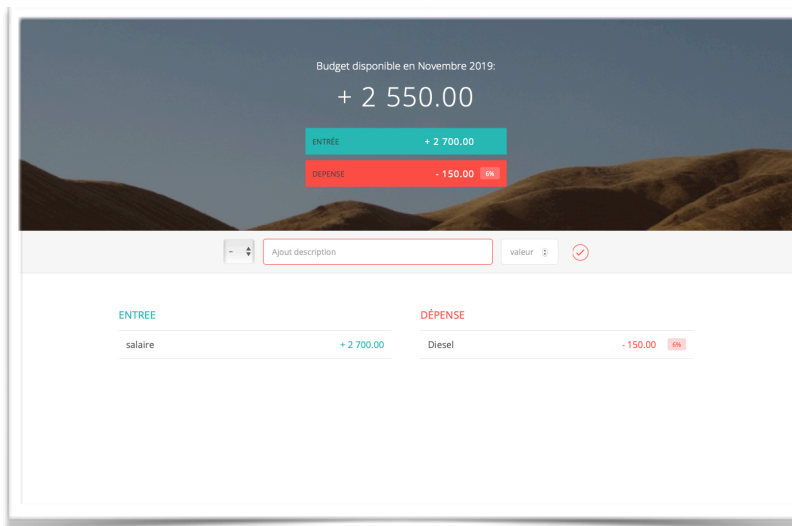 Budget disponible en Novembre 2019:
+ 2 550.00
ENTRÉE + 2 700.00
DEPENSE - 150.00 6%
- Ajout description valeur
ENTREE
salaire + 2 700.00
DÉPENSE
Diesel - 150.00 6%